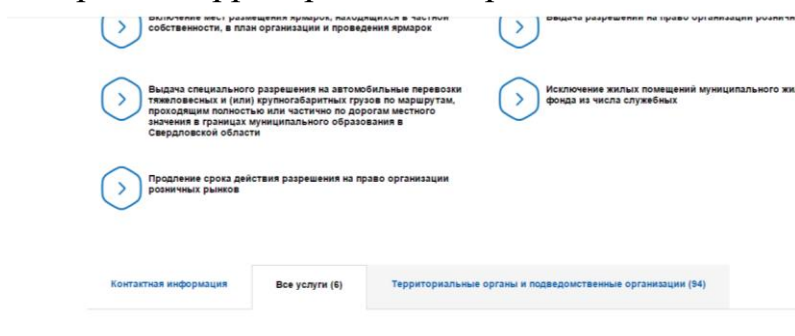 Включение мест размещения ярмарок, находящихся в частной
собственности, в план организации и проведения ярмарок
Выдача разрешений на право организации
Выдача специального разрешения на автомобильные перевозки
тяжеловесных и (или) крупногабаритных грузов по маршрутам,
проходящим полностью или частично по дорогам местного
значения в границах муниципального образования в
Свердловской области
Исключение жилых помещений муниципального
фонда из числа служебных
Продление срока действия разрешения на право организации
розничных рынков
Контактная информация
Все услуги (6)
Территориальные органы и подведомственные организации (94)